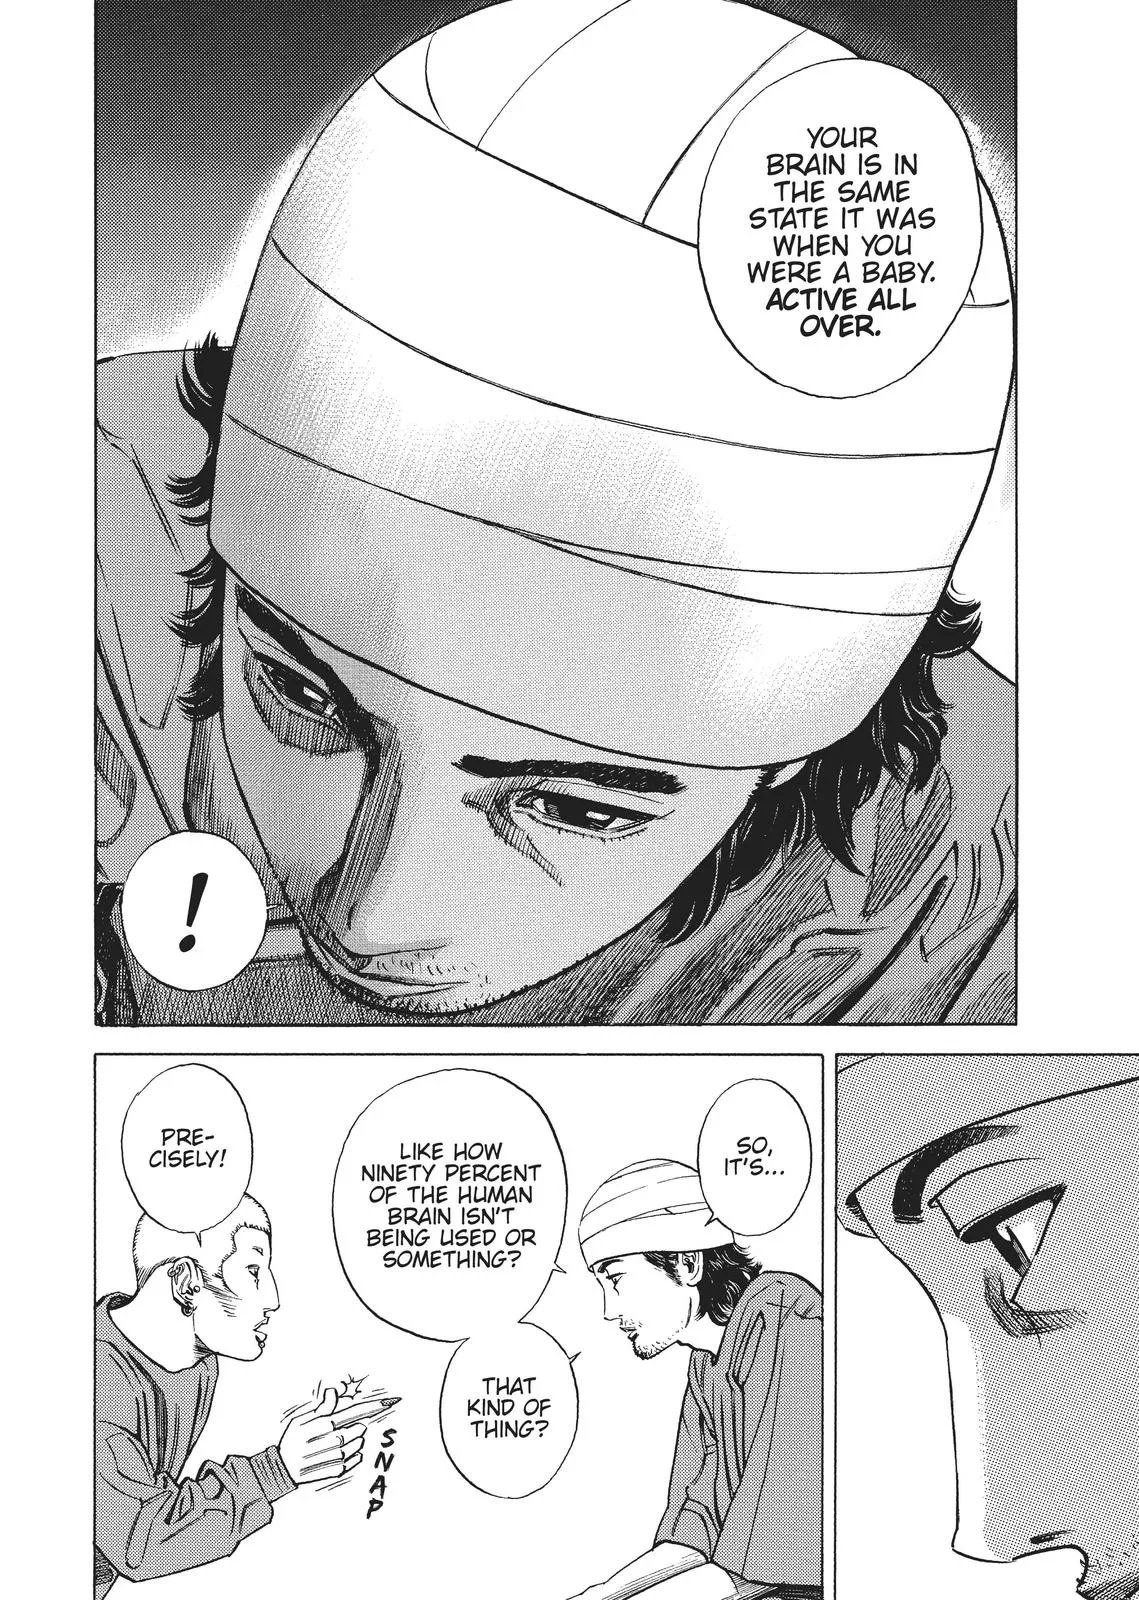 YOUR
BRAIN IS IN
THE SAME
STATE IT WAS
WHEN YOU
WERE A BABY.
ACTIVE ALL
OVER.
!
SO,
IT'S...
LIKE HOW
NINETY PERCENT
OF THE HUMAN
BRAIN ISN'T
BEING USED OR
SOMETHING?
THAT
KIND OF
THING?
PRE-
CISELY!
SNAP